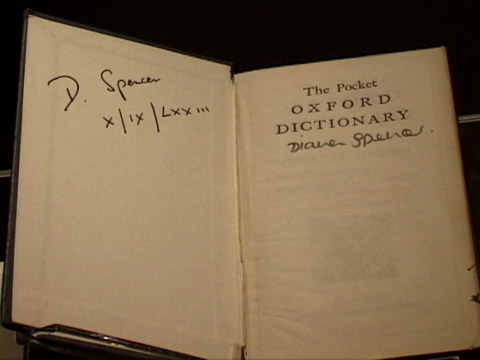 D. Spencer
X/IX/LXXIII
The Pocket
OXFORD
DICTIONARY
Diana Spencer.